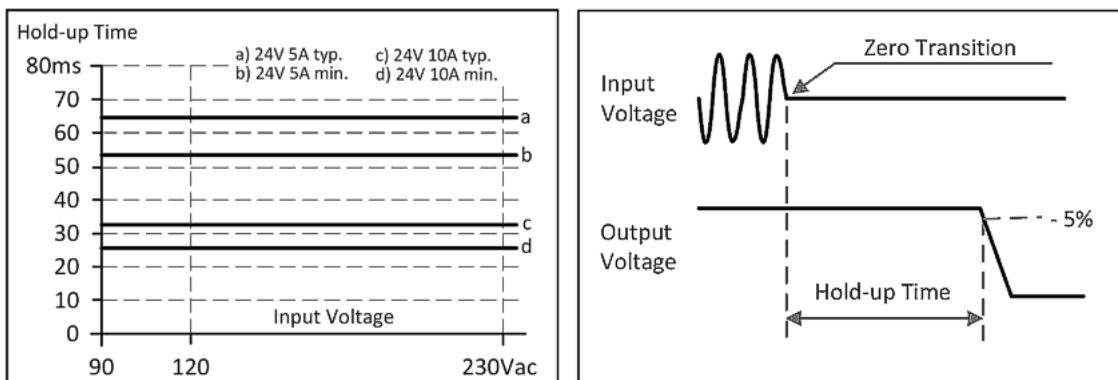 Hold-up Time
a) 24V 5A typ. c) 24V 10A typ.
b) 24V 5A min. d) 24V 10A min.
80ms
70
60
50
40
30
20
10
0
a
b
c
d
Input Voltage
90 120 230Vac
Zero Transition
Input
Voltage
Output
Voltage
- 5%
Hold-up Time